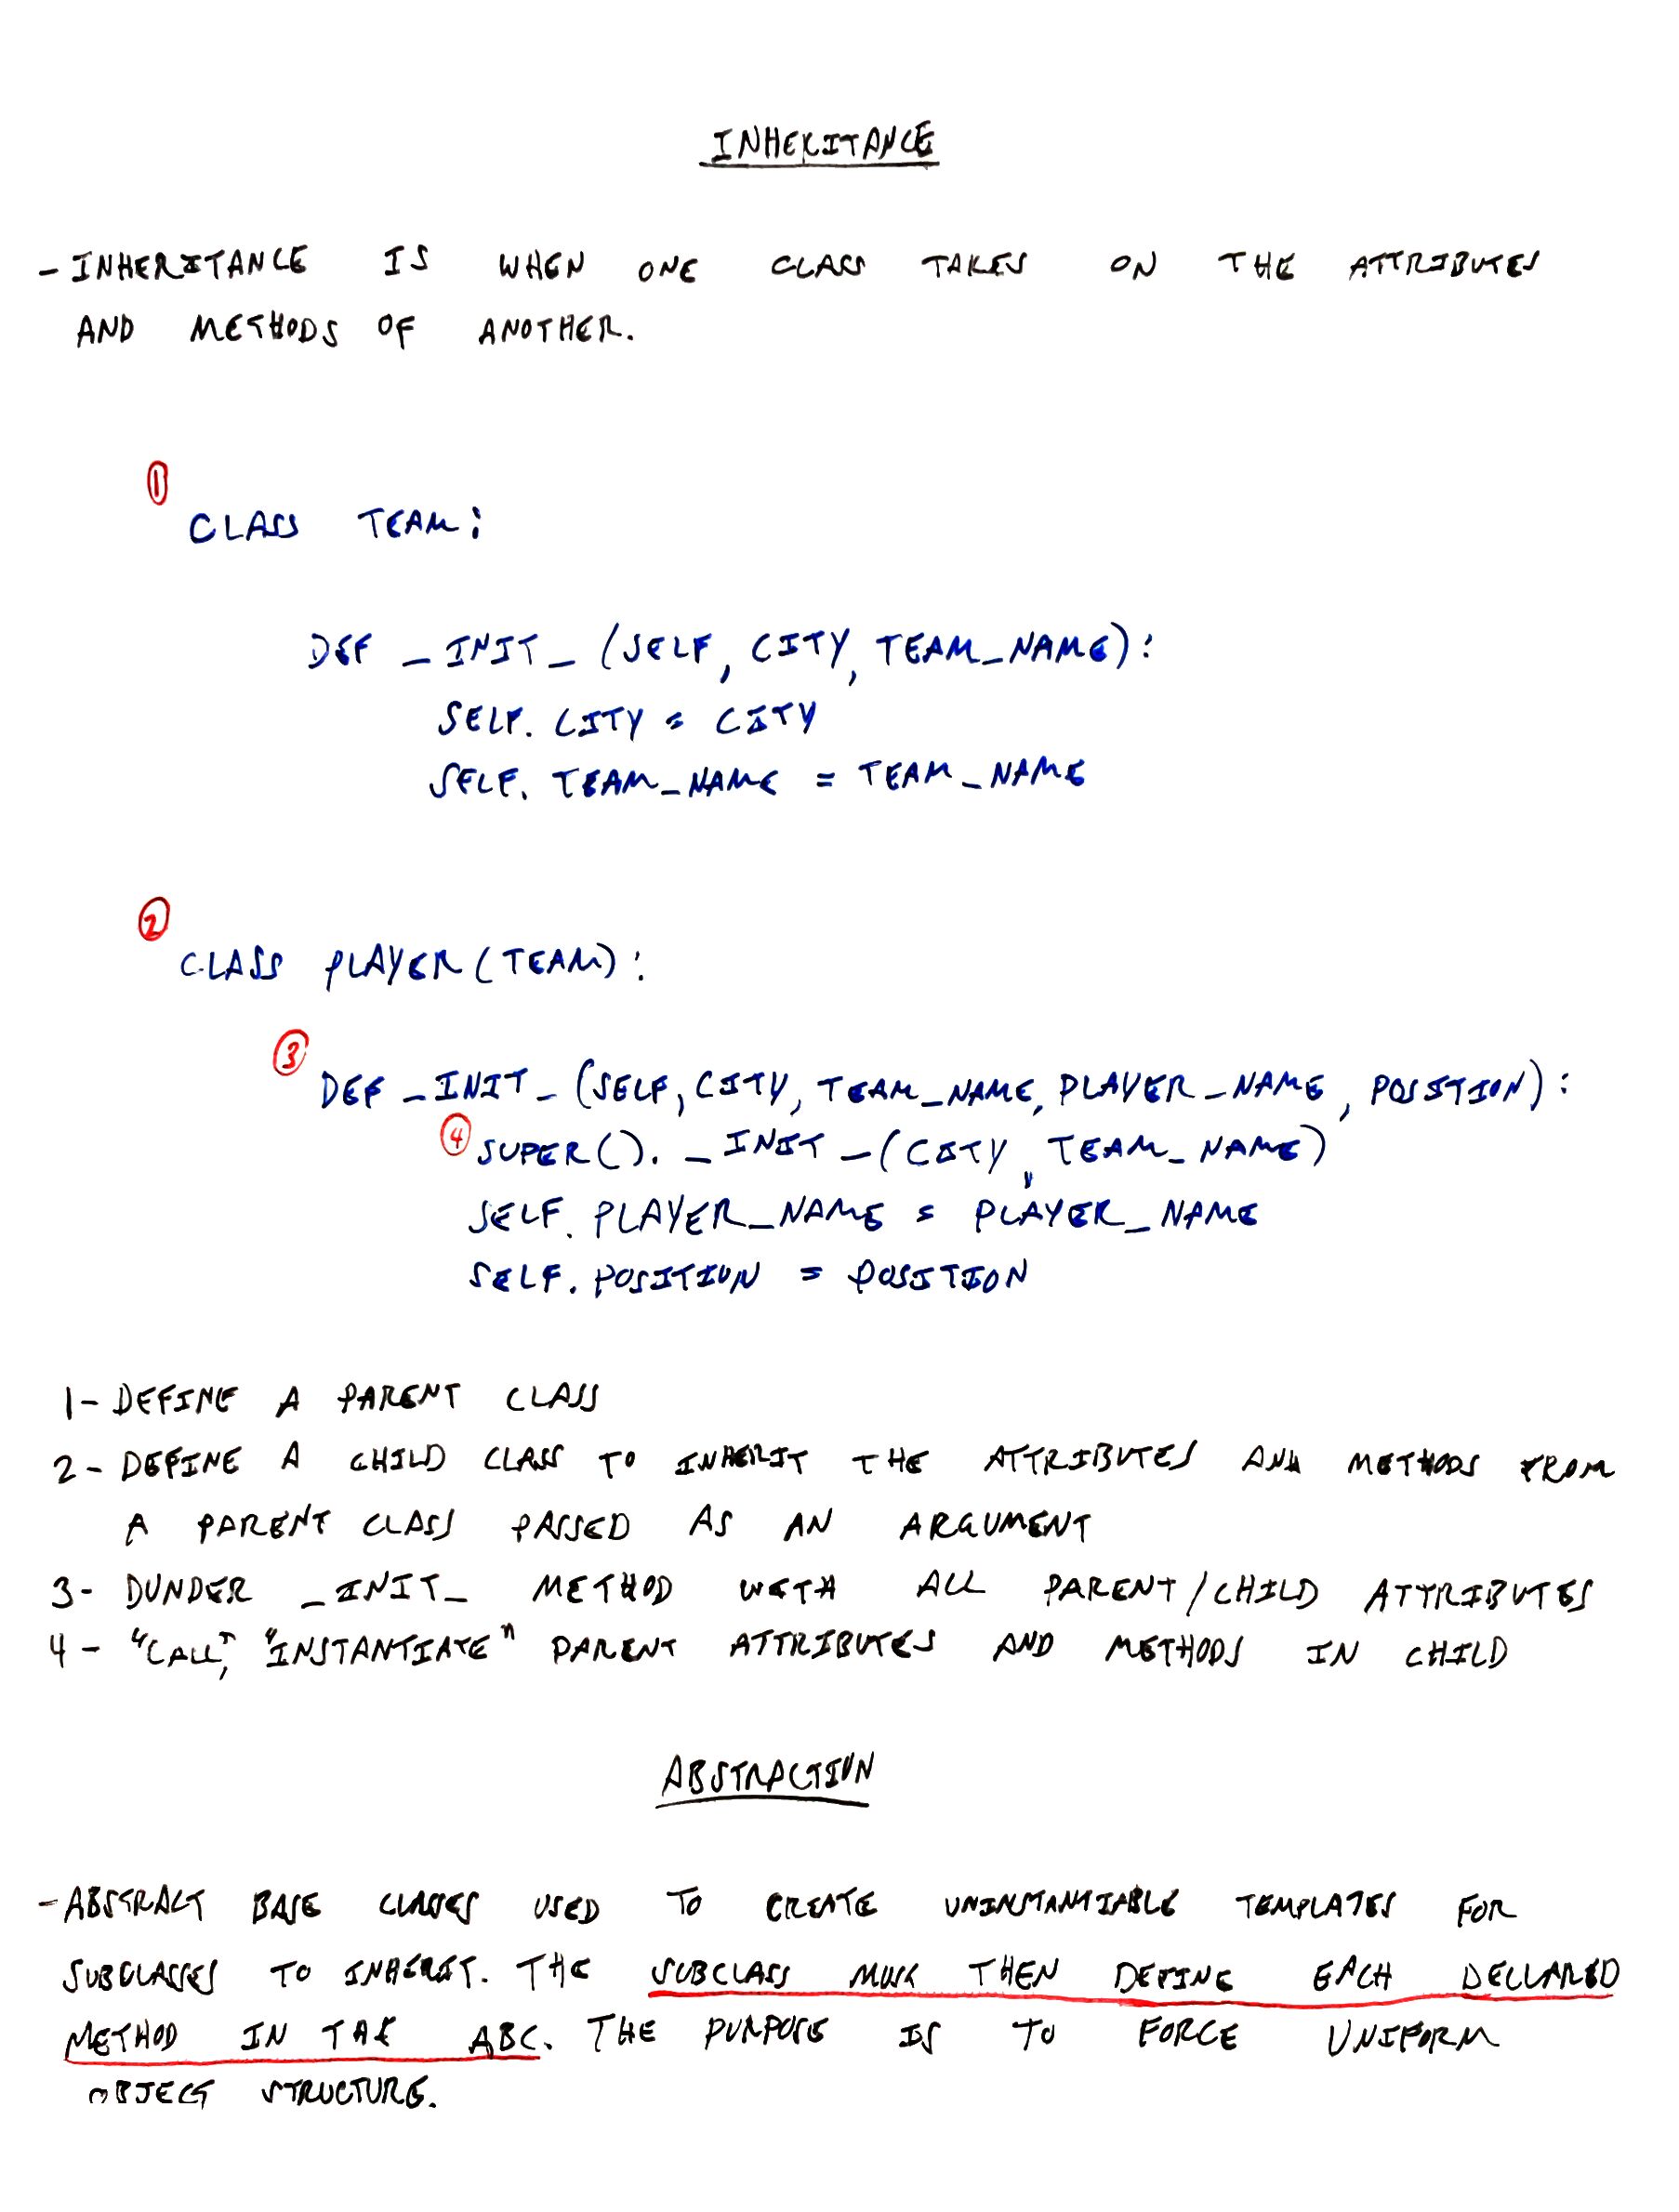 INHERITANCE
- INHERITANCE IS WHEN ONE CLASS TAKES ON THE ATTRIBUTES
AND METHODS OF ANOTHER.
①
CLASS TEAM:
DEF _INIT_ (SELF, CITY, TEAM_NAME):
SELF. CITY = CITY
SELF. TEAM_NAME = TEAM_NAME
②
CLASS PLAYER (TEAM):
③ DEF _INIT_ (SELF, CITY, TEAM_NAME, PLAYER_NAME, POSITION):
④ SUPER(). _INIT_(CITY, TEAM_NAME)
SELF. PLAYER_NAME = PLAYER_NAME
SELF. POSITION = POSITION
1- DEFINE A PARENT CLASS
2- DEFINE A CHILD CLASS TO INHERIT THE ATTRIBUTES AND METHODS FROM
A PARENT CLASS PASSED AS AN ARGUMENT
3- DUNDER _INIT_ METHOD WITH ALL PARENT/CHILD ATTRIBUTES
4- "CALL", "INSTANTIATE" PARENT ATTRIBUTES AND METHODS IN CHILD
ABSTRACTION
- ABSTRACT BASE CLASSES USED TO CREATE UNINSTANTIABLE TEMPLATES FOR
SUBCLASSES TO INHERIT. THE SUBCLASS MUST THEN DEFINE EACH DECLARED
METHOD IN THE ABC. THE PURPOSE IS TO FORCE UNIFORM
OBJECT STRUCTURE.